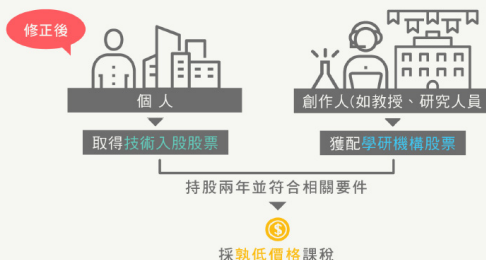 修正後
個人
創作人(如教授、研究人員
取得技術入股股票
獲配學研機構股票
持股兩年並符合相關要件
$
採孰低價格課稅